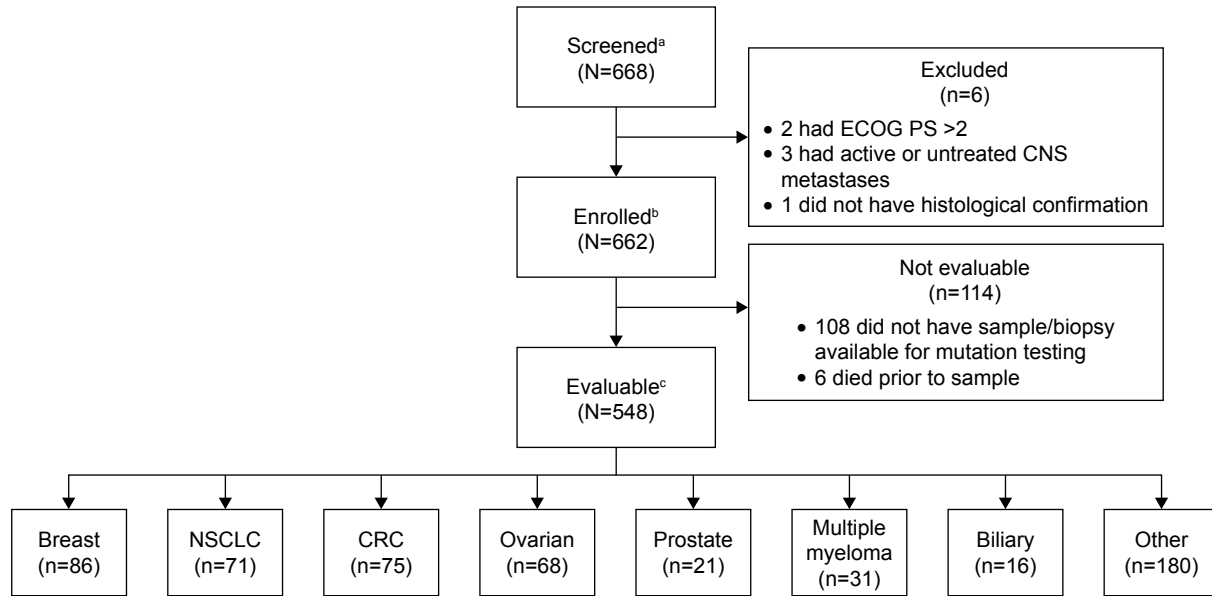 Screenedᵃ
(N=668)
Excluded
(n=6)
• 2 had ECOG PS >2
• 3 had active or untreated CNS
metastases
• 1 did not have histological confirmation
Enrolledᵇ
(N=662)
Not evaluable
(n=114)
• 108 did not have sample/biopsy
available for mutation testing
• 6 died prior to sample
Evaluableᶜ
(N=548)
Breast
(n=86)
NSCLC
(n=71)
CRC
(n=75)
Ovarian
(n=68)
Prostate
(n=21)
Multiple
myeloma
(n=31)
Biliary
(n=16)
Other
(n=180)